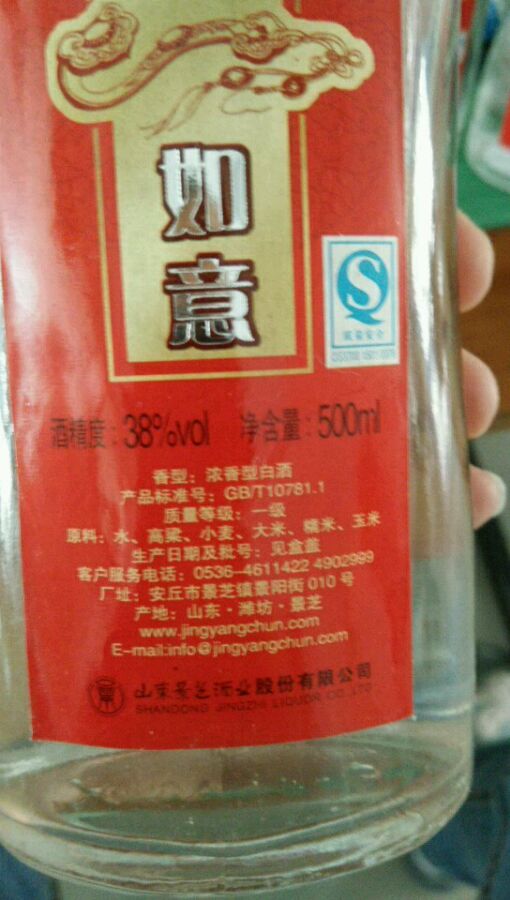 如
意
质量安全
酒精度：38%vol 净含量：500ml
香型：浓香型白酒
产品标准号：GB/T10781.1
质量等级：一级
原料：水、高粱、小麦、大米、糯米、玉米
生产日期及批号：见盒盖
客户服务电话：0536-4611422 4902999
厂址：安丘市景芝镇景阳街010号
产地：山东·潍坊·景芝
www.jingyangchun.com
E-mail:info@jingyangchun.com
山东景芝酒业股份有限公司
SHANDONG JINGZHI LIQUOR CO.,LTD